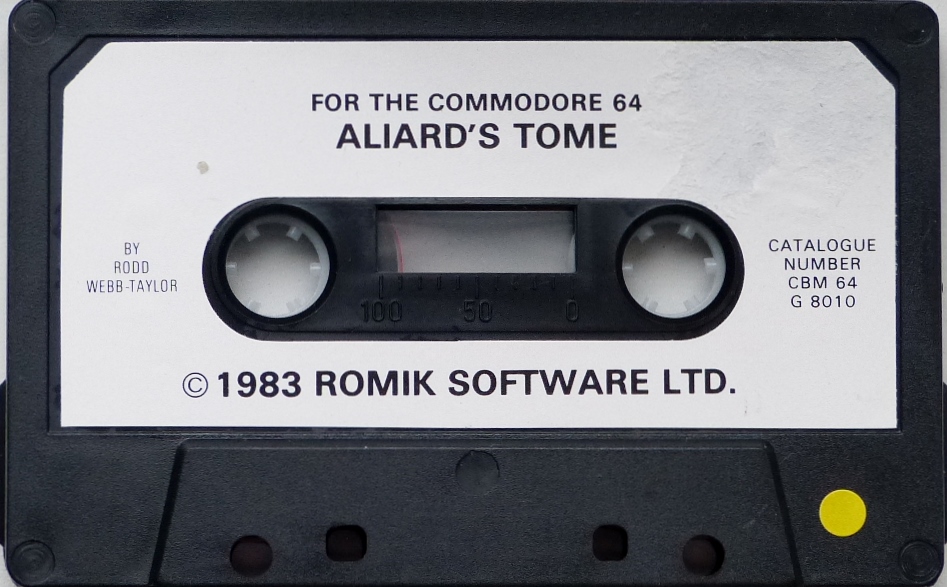 FOR THE COMMODORE 64
ALIARD'S TOME
BY
RODD
WEBB-TAYLOR
CATALOGUE
NUMBER
CBM 64
G 8010
100 50 0
© 1983 ROMIK SOFTWARE LTD.